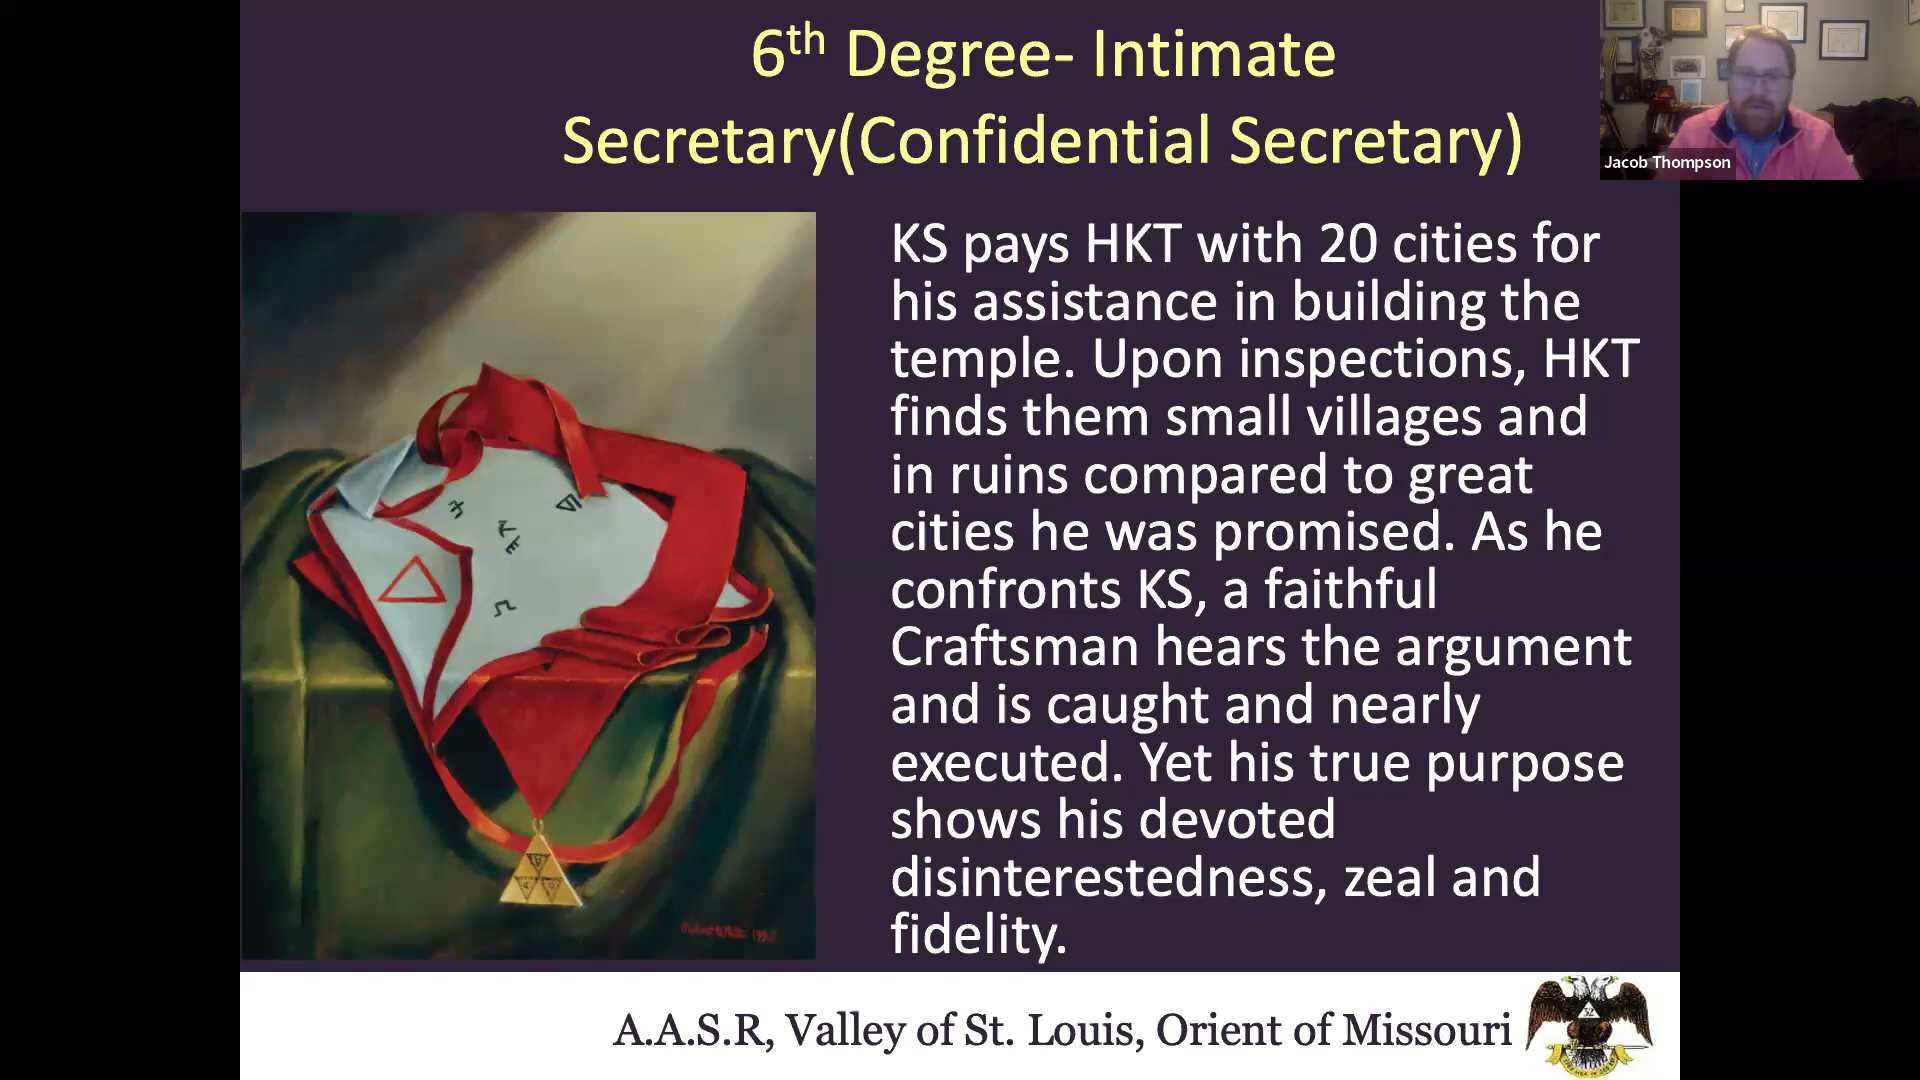 6th Degree- Intimate
Secretary(Confidential Secretary)
Jacob Thompson
KS pays HKT with 20 cities for
his assistance in building the
temple. Upon inspections, HKT
finds them small villages and
in ruins compared to great
cities he was promised. As he
confronts KS, a faithful
Craftsman hears the argument
and is caught and nearly
executed. Yet his true purpose
shows his devoted
disinterestedness, zeal and
fidelity.
A.A.S.R, Valley of St. Louis, Orient of Missouri